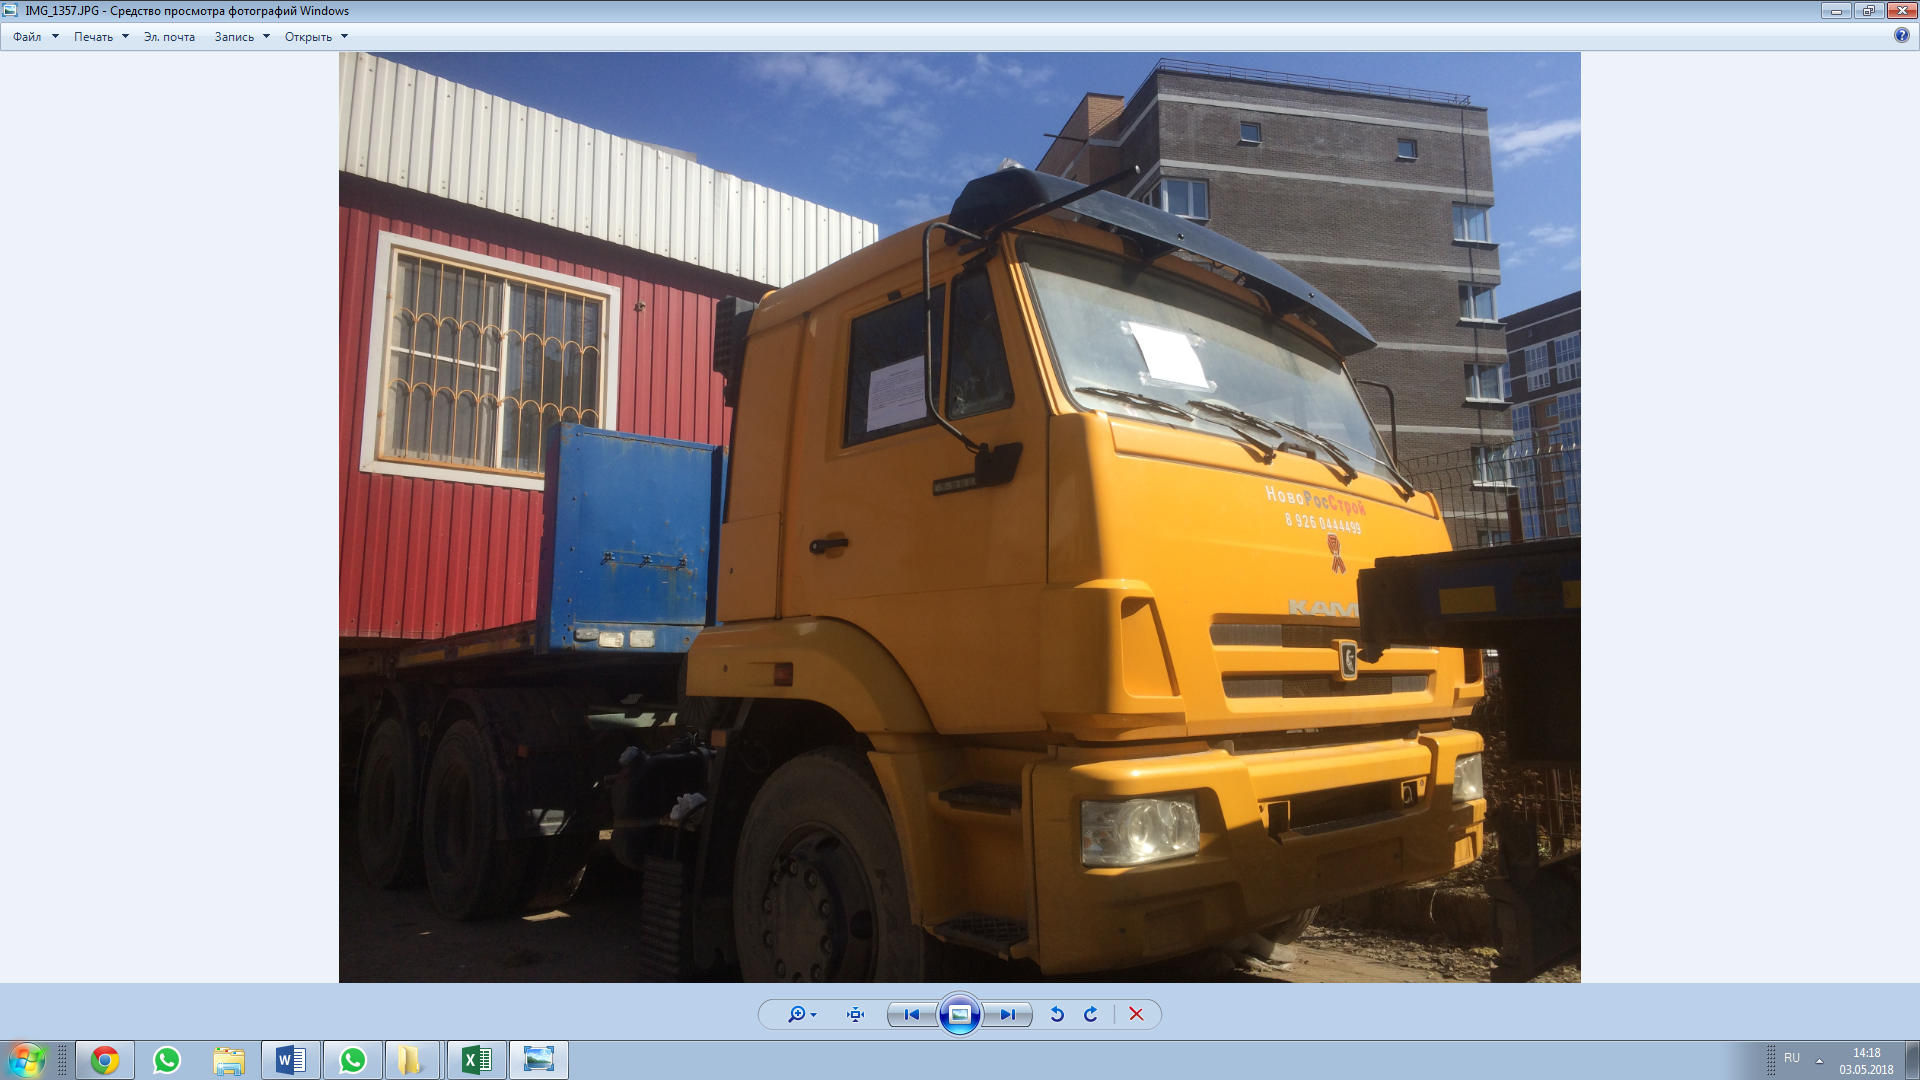 IMG_1357.JPG - Средство просмотра фотографий Windows
Файл Печать Эл. почта Запись Открыть
НовоРосСтрой
8 926 0444499
КАМ
RU
14:18
03.05.2018